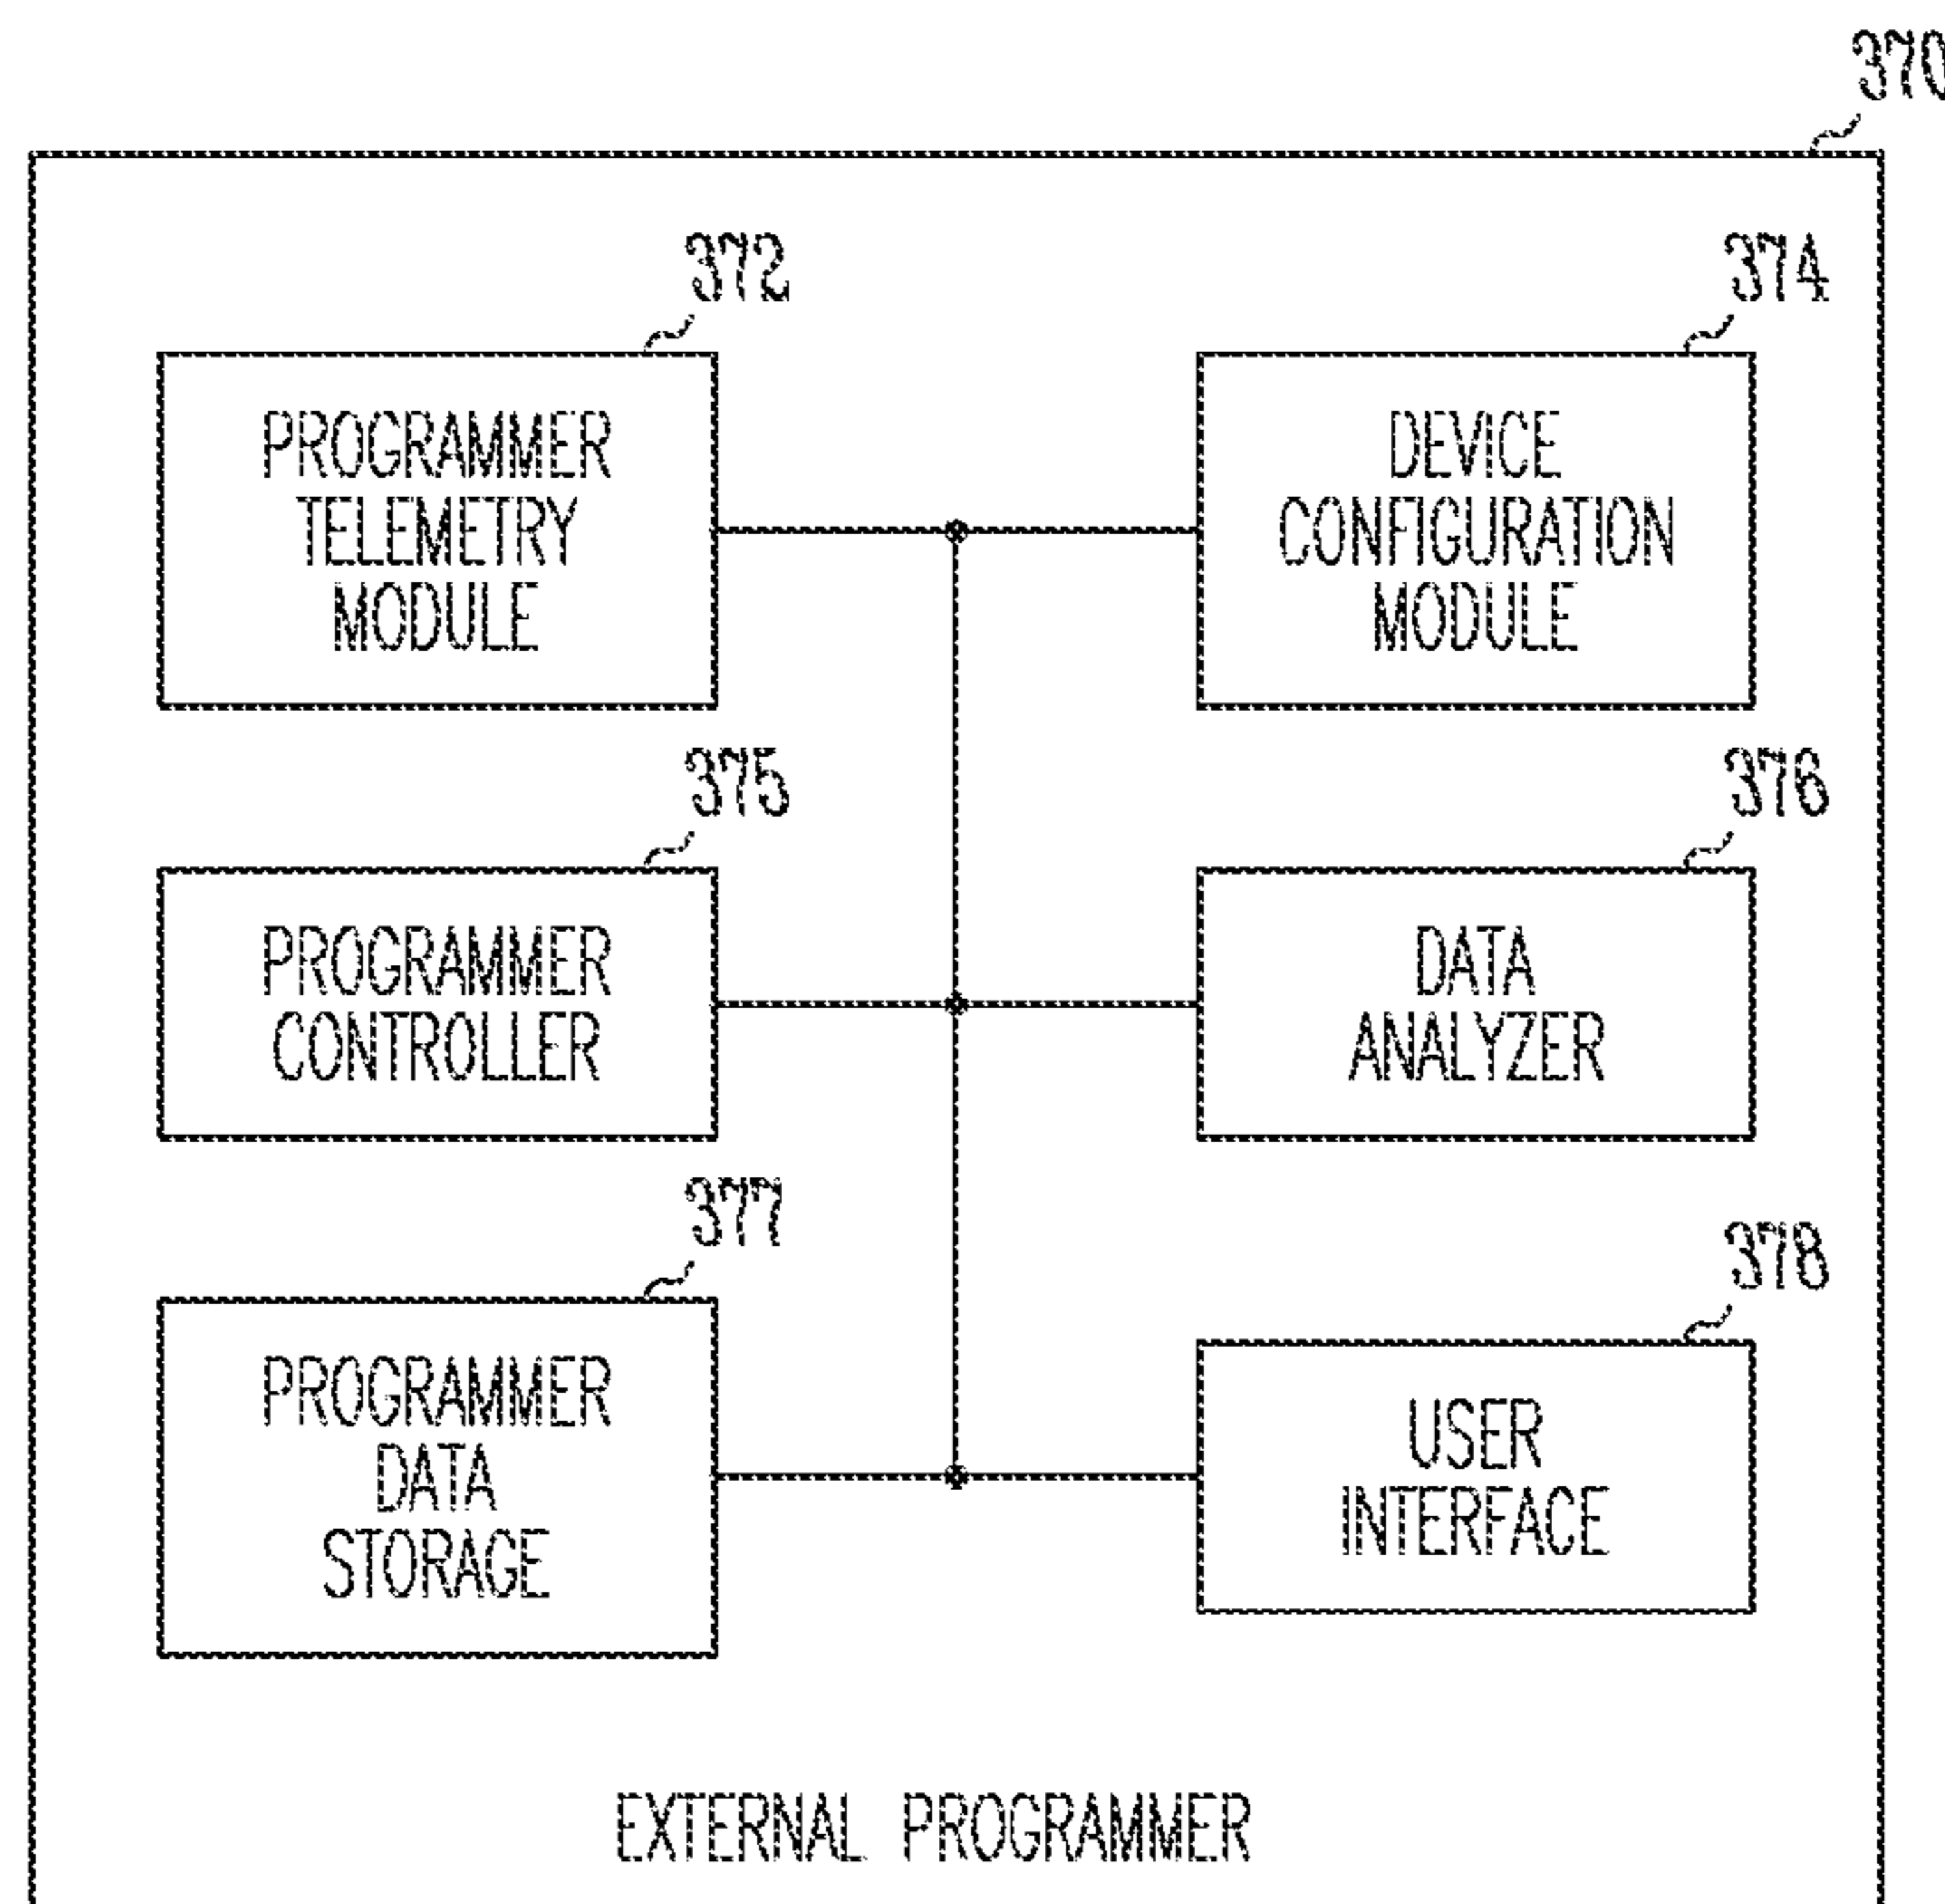 370
372
PROGRAMMER
TELEMETRY
MODULE
374
DEVICE
CONFIGURATION
MODULE
375
PROGRAMMER
CONTROLLER
376
DATA
ANALYZER
377
PROGRAMMER
DATA
STORAGE
378
USER
INTERFACE
EXTERNAL PROGRAMMER